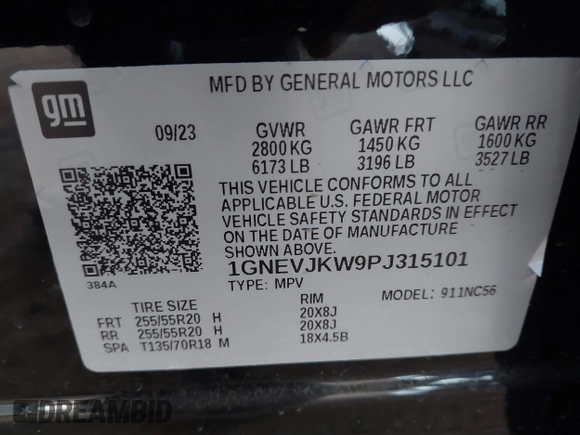 gm
MFD BY GENERAL MOTORS LLC
09/23 GVWR GAWR FRT GAWR RR
2800 KG 1450 KG 1600 KG
6173 LB 3196 LB 3527 LB
THIS VEHICLE CONFORMS TO ALL
APPLICABLE U.S. FEDERAL MOTOR
VEHICLE SAFETY STANDARDS IN EFFECT
ON THE DATE OF MANUFACTURE
SHOWN ABOVE.
384A
1GNEVJKW9PJ315101
TYPE: MPV MODEL: 911NC56
TIRE SIZE RIM
FRT 255/55R20 H 20X8J
RR 255/55R20 H 20X8J
SPA T135/70R18 M 18X4.5B
DREAMBID